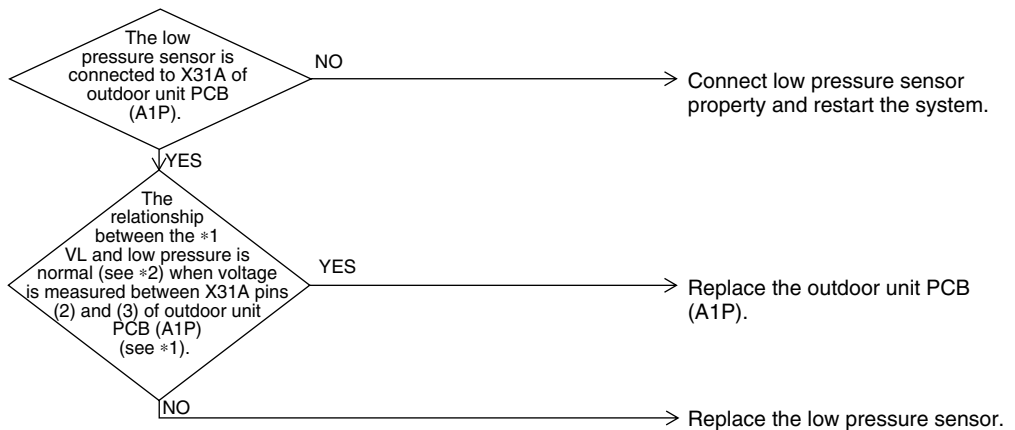 The low
pressure sensor is
connected to X31A of
outdoor unit PCB
(A1P).
NO
Connect low pressure sensor
property and restart the system.
YES
The
relationship
between the *1
VL and low pressure is
normal (see *2) when voltage
is measured between X31A pins
(2) and (3) of outdoor unit
PCB (A1P)
(see *1).
YES
Replace the outdoor unit PCB
(A1P).
NO
Replace the low pressure sensor.